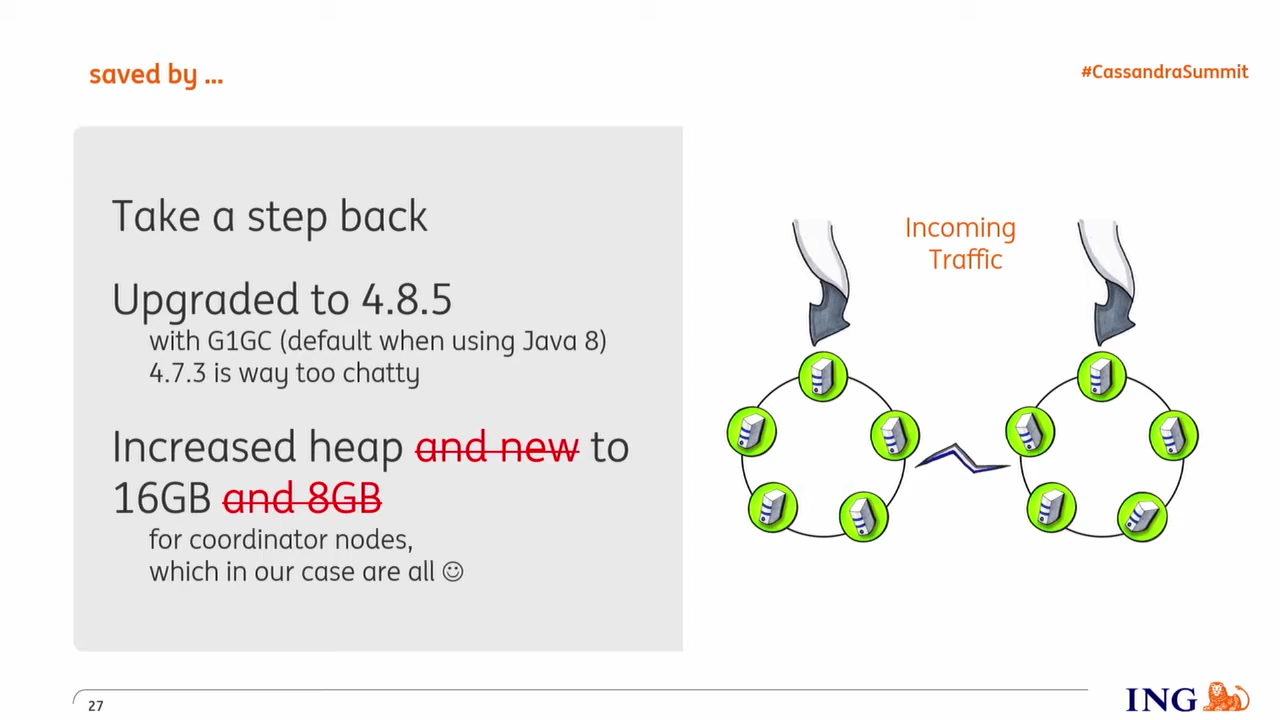 saved by ...
#CassandraSummit
Take a step back
Upgraded to 4.8.5
with G1GC (default when using Java 8)
4.7.3 is way too chatty
Increased heap and new to
16GB and 8GB
for coordinator nodes,
which in our case are all ☺
Incoming
Traffic
27
ING